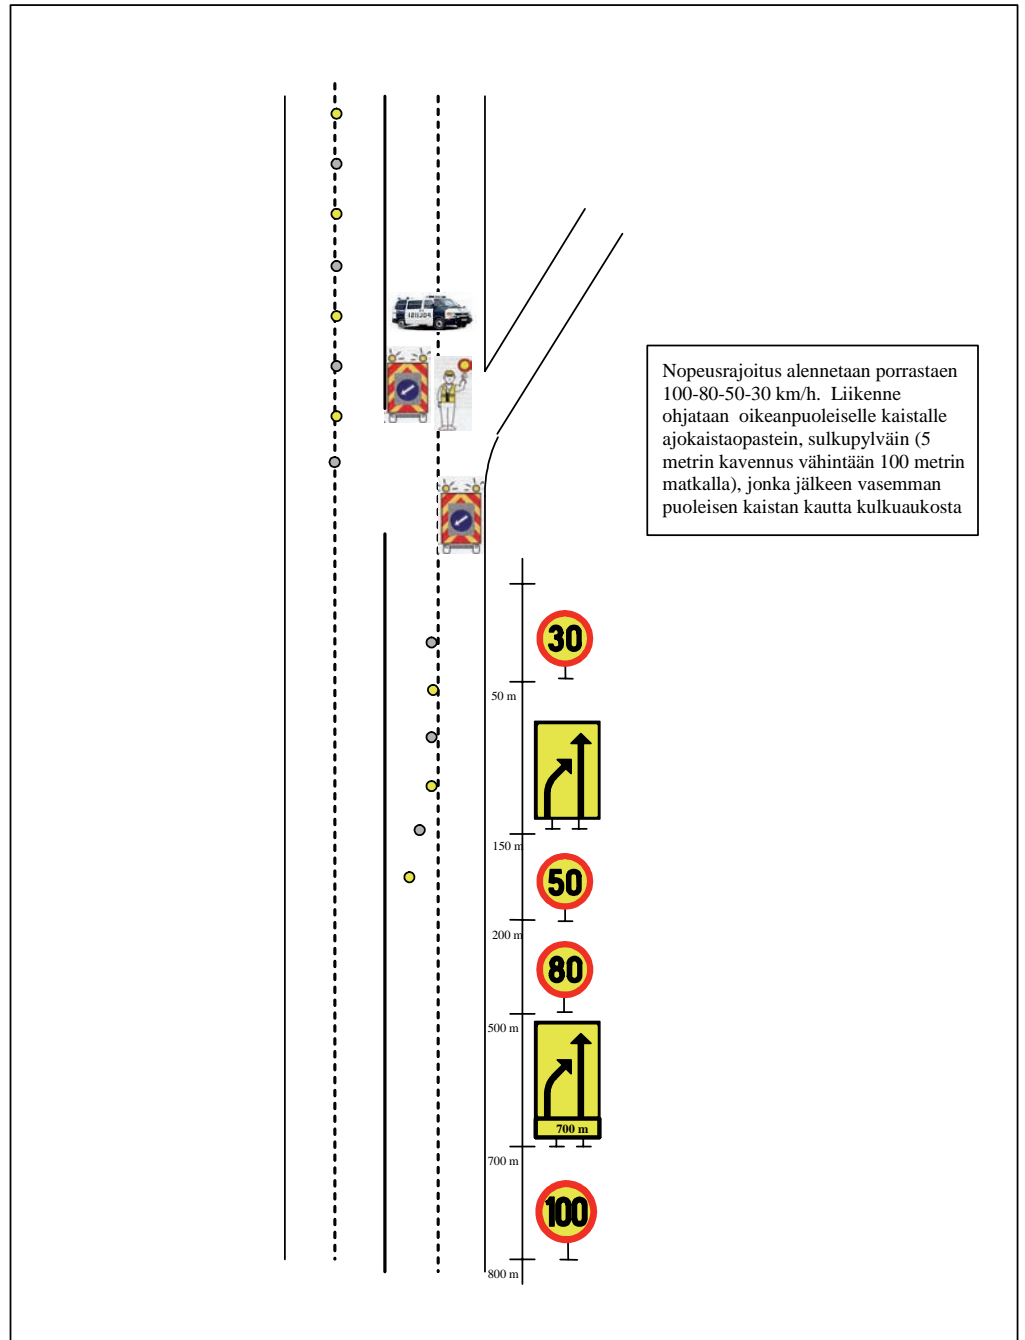 Nopeusrajoitus alennetaan porrastaen
100-80-50-30 km/h.  Liikenne
ohjataan  oikeanpuoleiselle kaistalle
ajokaistaopastein, sulkupylväin (5
metrin kavennus vähintään 100 metrin
matkalla), jonka jälkeen vasemman
puoleisen kaistan kautta kulkuaukosta
30
50 m
150 m
50
200 m
80
500 m
700 m
700 m
100
800 m